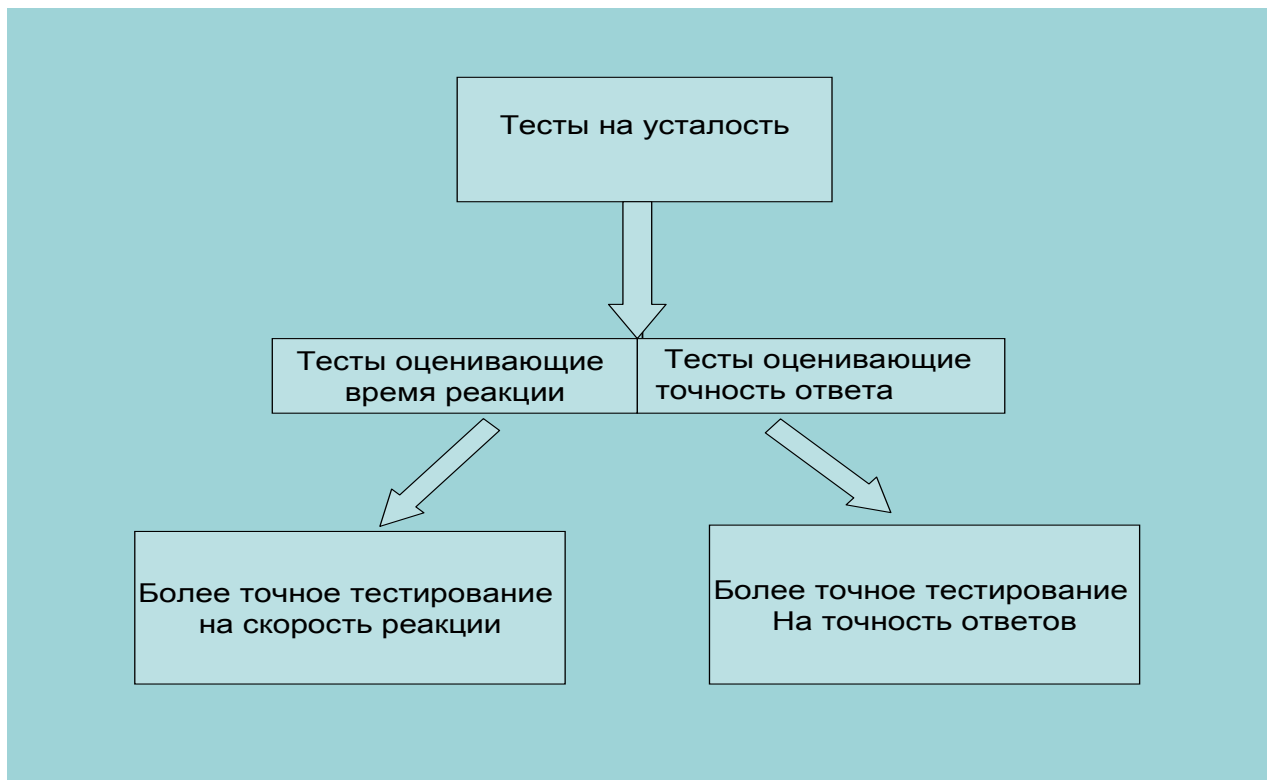 Тесты на усталость
Тесты оценивающие
время реакции
Тесты оценивающие
точность ответа
Более точное тестирование
на скорость реакции
Более точное тестирование
На точность ответов